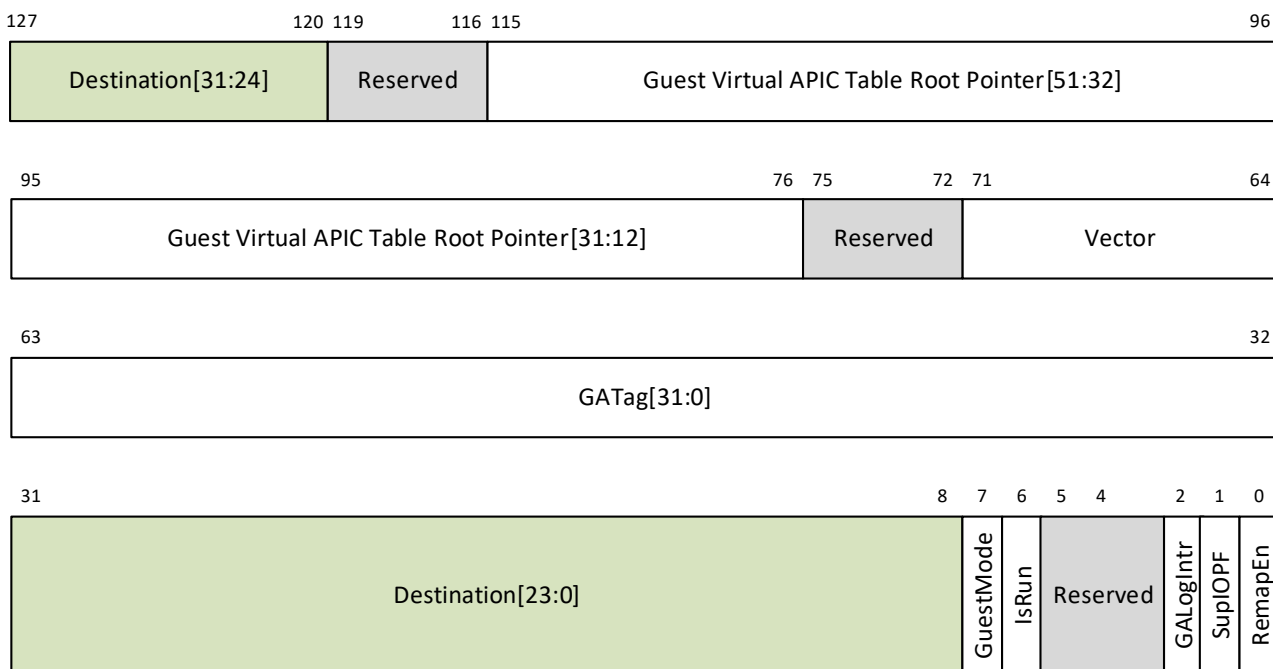 127 120 119 116 115 96
Destination[31:24] Reserved Guest Virtual APIC Table Root Pointer[51:32]
95 76 75 72 71 64
Guest Virtual APIC Table Root Pointer[31:12] Reserved Vector
63 32
GATag[31:0]
31 8 7 6 5 4 2 1 0
Destination[23:0] GuestMode IsRun Reserved GALogIntr SupIOPF RemapEn